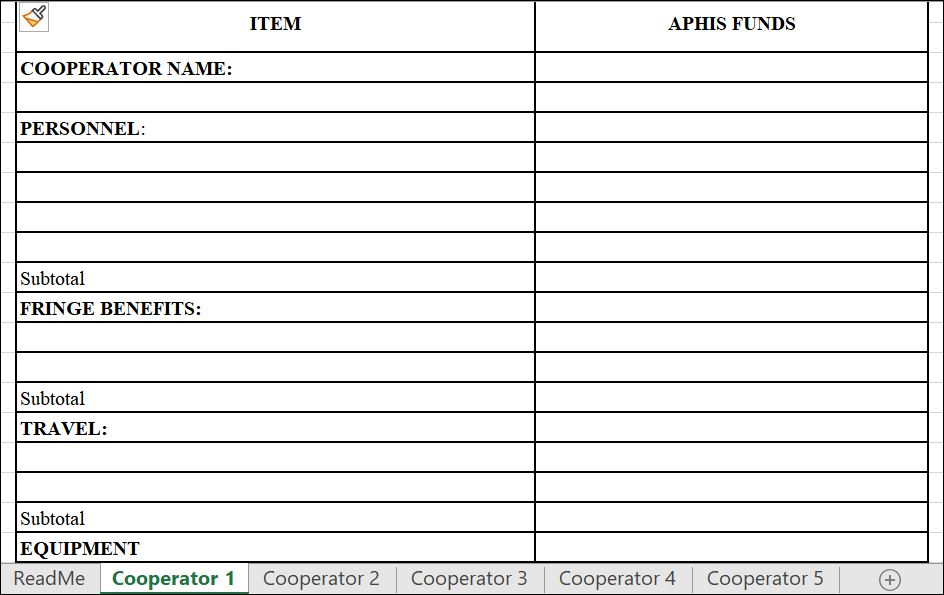 ITEM APHIS FUNDS
COOPERATOR NAME:
PERSONNEL:
Subtotal
FRINGE BENEFITS:
Subtotal
TRAVEL:
Subtotal
EQUIPMENT
ReadMe Cooperator 1 Cooperator 2 Cooperator 3 Cooperator 4 Cooperator 5